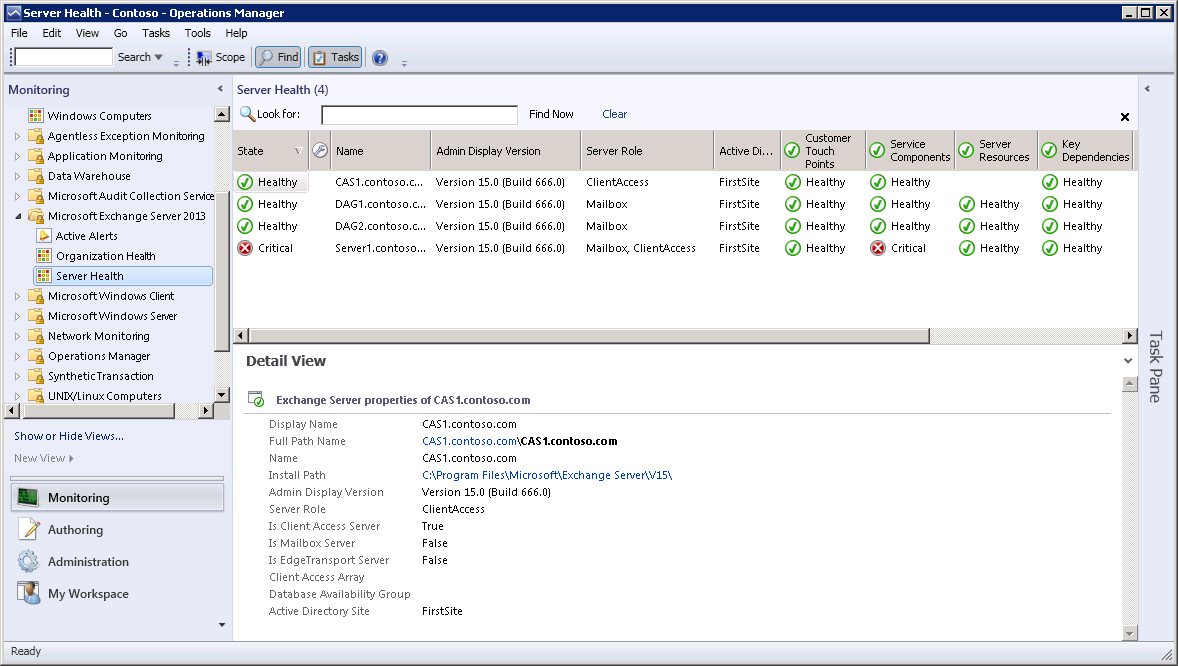 Server Health - Contoso - Operations Manager
File Edit View Go Tasks Tools Help
Search Scope Find Tasks
Monitoring
Windows Computers
Agentless Exception Monitoring
Application Monitoring
Data Warehouse
Microsoft Audit Collection Service
Microsoft Exchange Server 2013
Active Alerts
Organization Health
Server Health
Microsoft Windows Client
Microsoft Windows Server
Network Monitoring
Operations Manager
Synthetic Transaction
UNIX/Linux Computers
Show or Hide Views...
New View
Monitoring
Authoring
Administration
My Workspace
Server Health (4)
Look for: Find Now Clear
State Name Admin Display Version Server Role Active Di... Customer Touch Points Service Components Server Resources Key Dependencies
Healthy CAS1.contoso.c... Version 15.0 (Build 666.0) ClientAccess FirstSite Healthy Healthy Healthy
Healthy DAG1.contoso.c... Version 15.0 (Build 666.0) Mailbox FirstSite Healthy Healthy Healthy Healthy
Healthy DAG2.contoso.c... Version 15.0 (Build 666.0) Mailbox FirstSite Healthy Healthy Healthy Healthy
Critical Server1.contoso... Version 15.0 (Build 666.0) Mailbox, ClientAccess FirstSite Healthy Critical Healthy Healthy
Detail View
Exchange Server properties of CAS1.contoso.com
Display Name CAS1.contoso.com
Full Path Name CAS1.contoso.com\CAS1.contoso.com
Name CAS1.contoso.com
Install Path C:\Program Files\Microsoft\Exchange Server\V15\
Admin Display Version Version 15.0 (Build 666.0)
Server Role ClientAccess
Is Client Access Server True
Is Mailbox Server False
Is EdgeTransport Server False
Client Access Array
Database Availability Group
Active Directory Site FirstSite
Task Pane
Ready